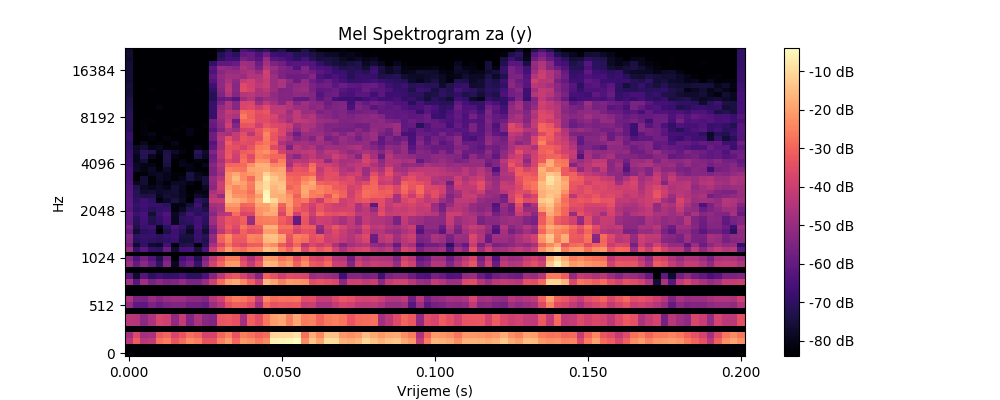 Mel Spektrogram za (y)
16384
8192
4096
2048
1024
512
0
Hz
0.000 0.050 0.100 0.150 0.200
Vrijeme (s)
-10 dB
-20 dB
-30 dB
-40 dB
-50 dB
-60 dB
-70 dB
-80 dB